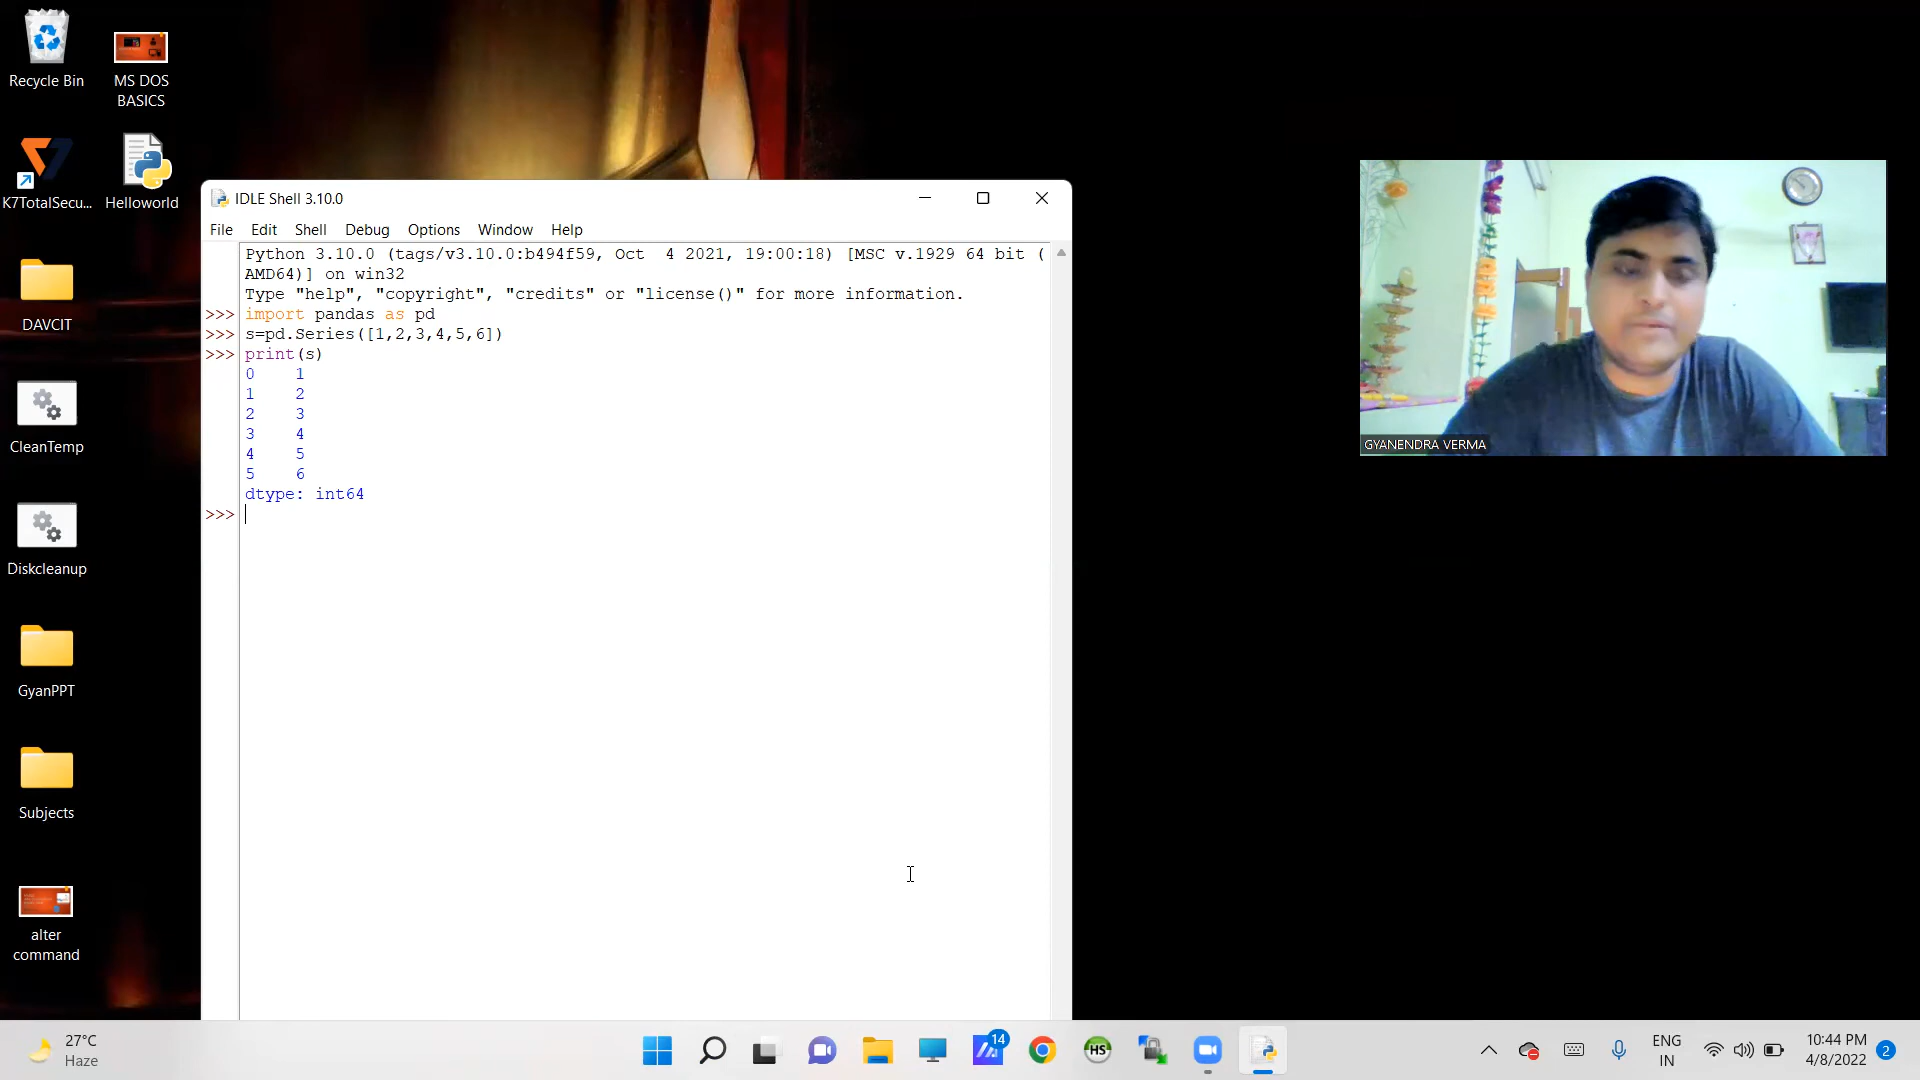 Recycle Bin
MS DOS
BASICS
K7TotalSecu...
Helloworld
DAVCIT
CleanTemp
Diskcleanup
GyanPPT
Subjects
alter
command
IDLE Shell 3.10.0
File Edit Shell Debug Options Window Help
Python 3.10.0 (tags/v3.10.0:b494f59, Oct  4 2021, 19:00:18) [MSC v.1929 64 bit (
AMD64)] on win32
Type "help", "copyright", "credits" or "license()" for more information.
>>> import pandas as pd
>>> s=pd.Series([1,2,3,4,5,6])
>>> print(s)
0    1
1    2
2    3
3    4
4    5
5    6
dtype: int64
>>>
GYANENDRA VERMA
27°C
Haze
14
HS
ENG
IN
10:44 PM
4/8/2022
2